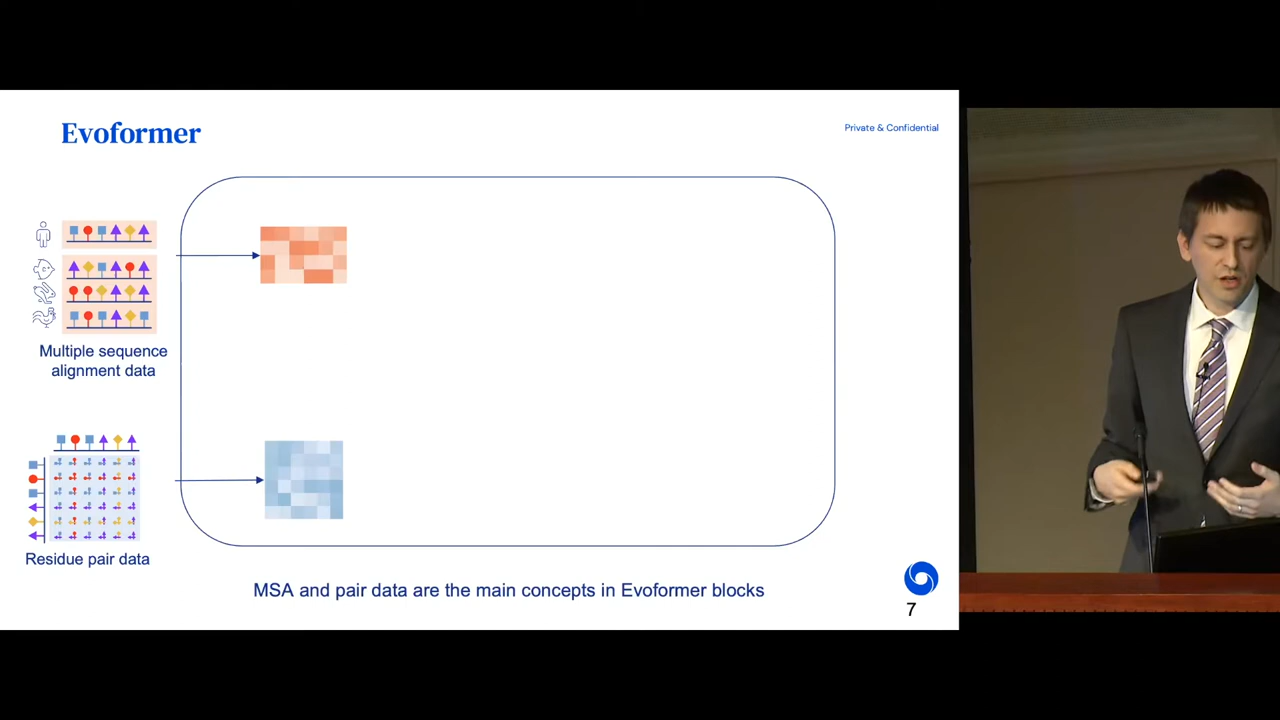 Evoformer
Private & Confidential
Multiple sequence
alignment data
Residue pair data
MSA and pair data are the main concepts in Evoformer blocks
7